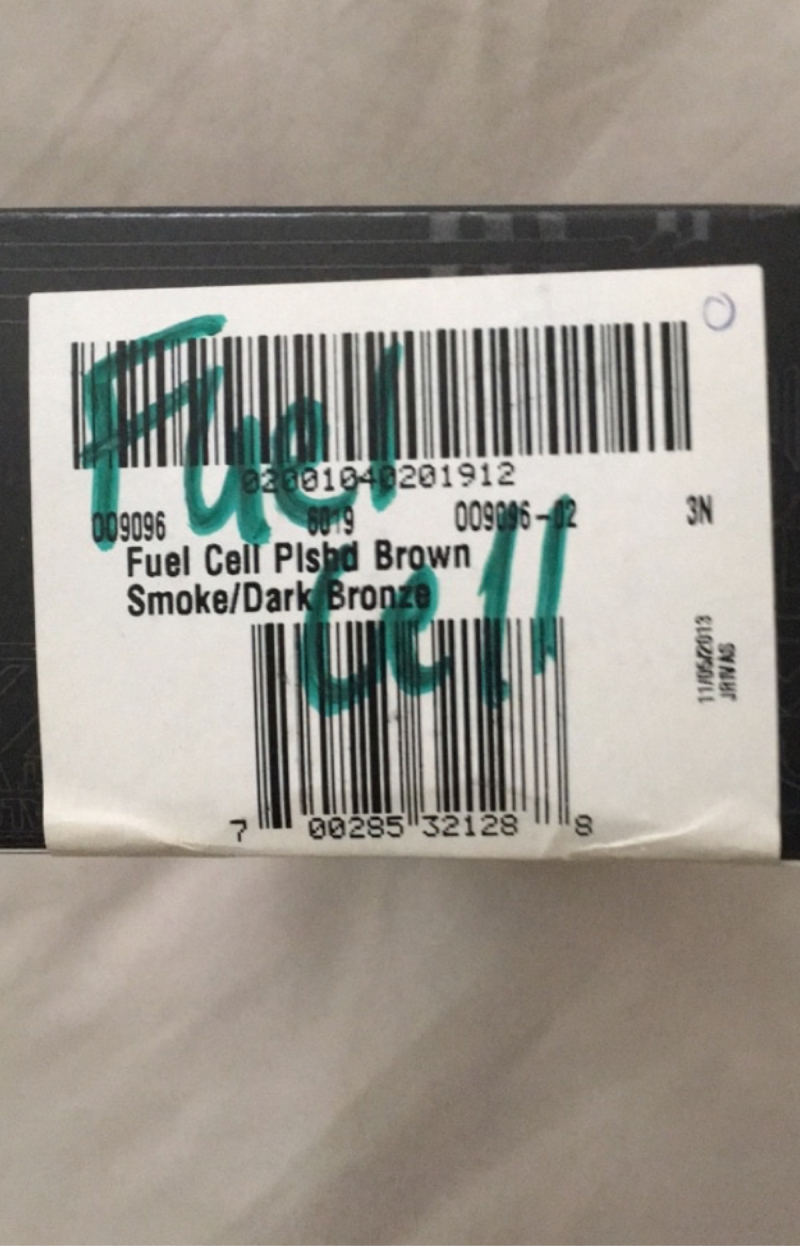 Fuel
Cell
02001040201912
009096 6019 009096-02 3N
Fuel Cell Plshd Brown
Smoke/Dark Bronze
11/05/2013
JRIVAS
7 00285 32128 8